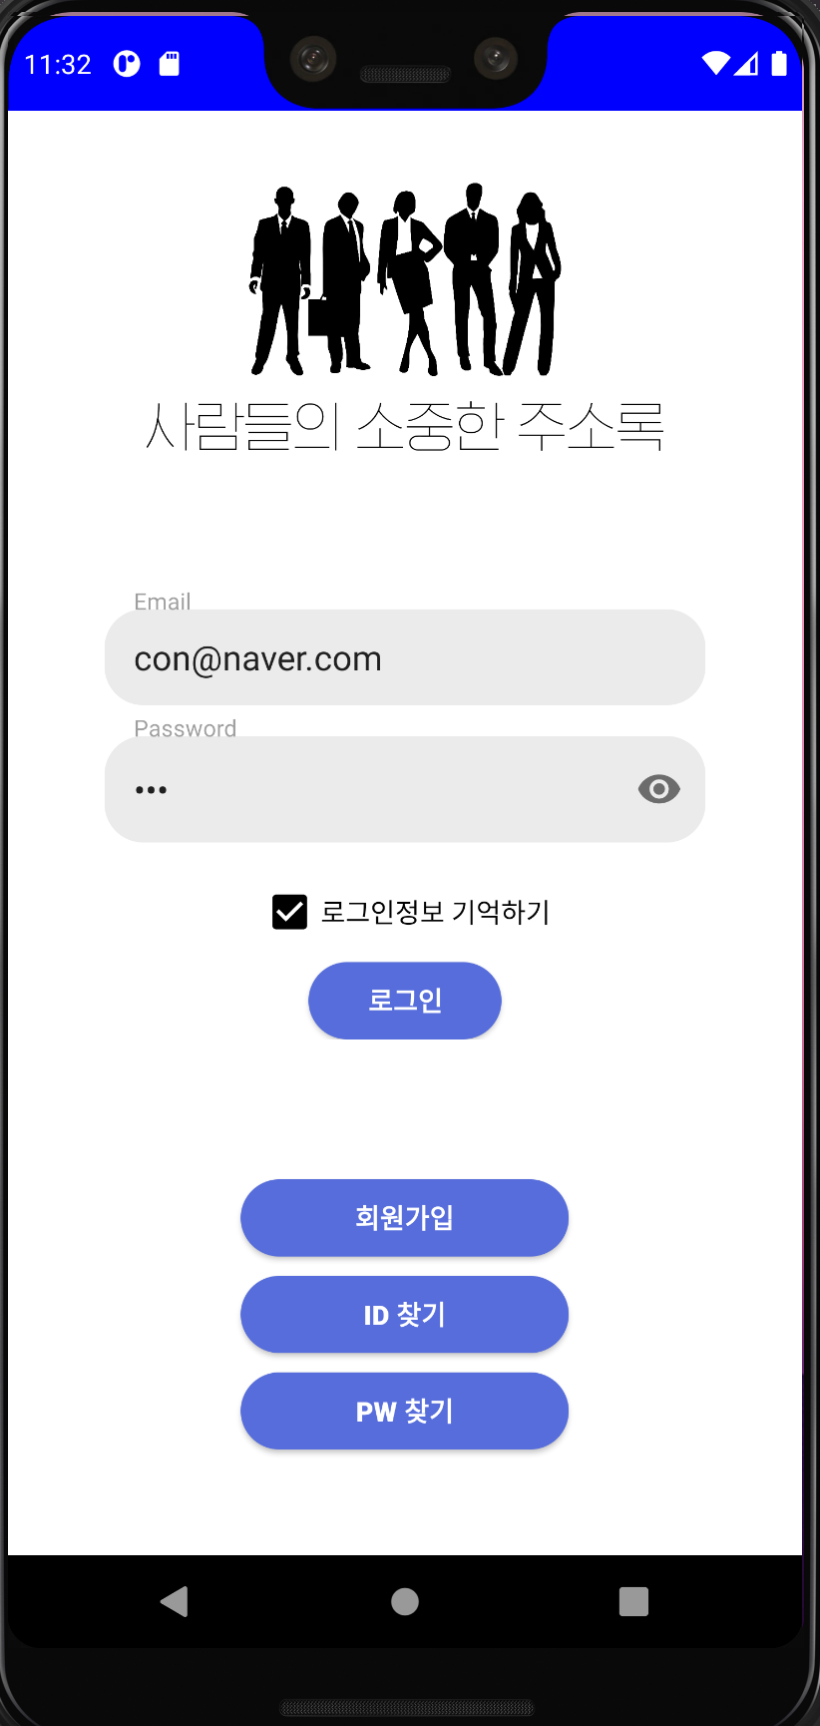 11:32
사람들의 소중한 주소록
Email
con@naver.com
Password
•••
로그인정보 기억하기
로그인
회원가입
ID 찾기
PW 찾기